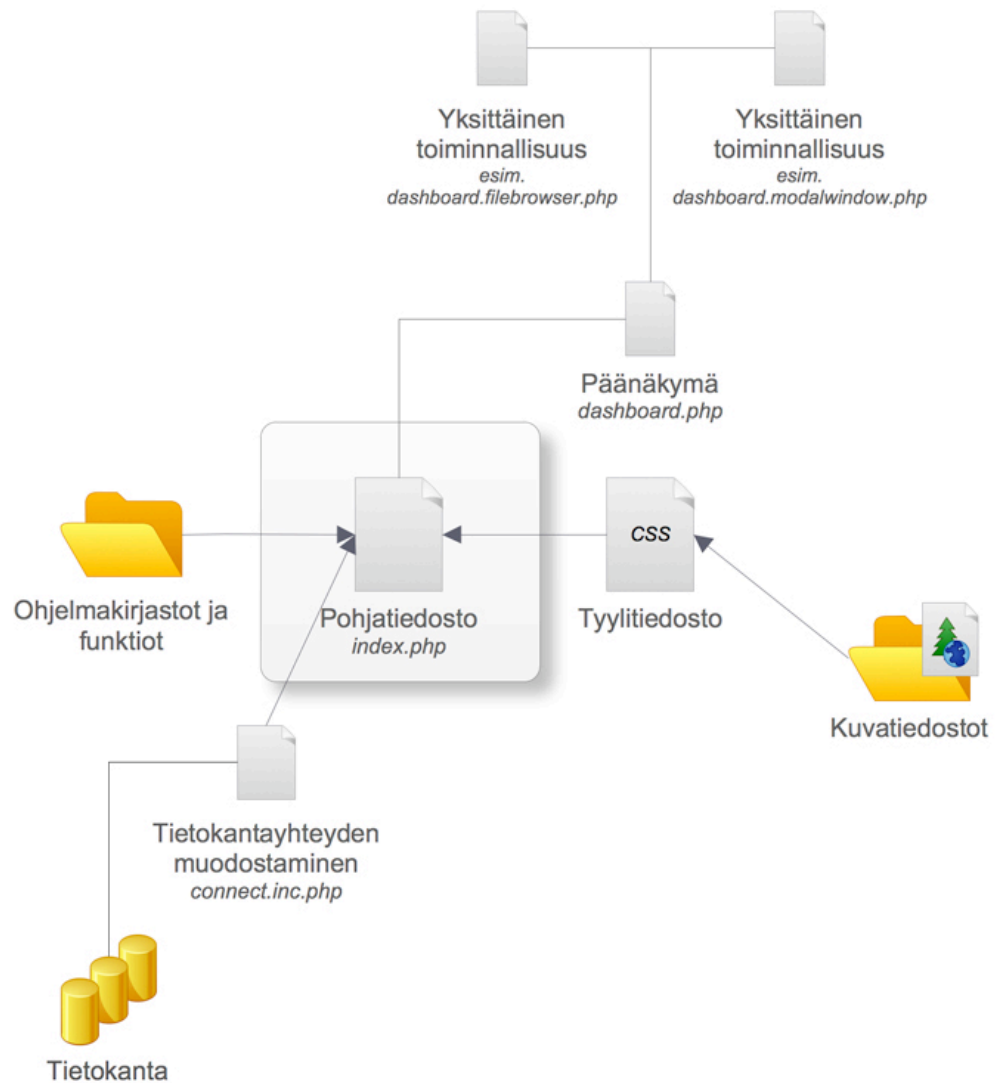 Yksittäinen
toiminnallisuus
esim.
dashboard.filebrowser.php
Yksittäinen
toiminnallisuus
esim.
dashboard.modalwindow.php
Päänäkymä
dashboard.php
Ohjelmakirjastot ja
funktiot
Pohjatiedosto
index.php
CSS
Tyylitiedosto
Kuvatiedostot
Tietokantayhteyden
muodostaminen
connect.inc.php
Tietokanta